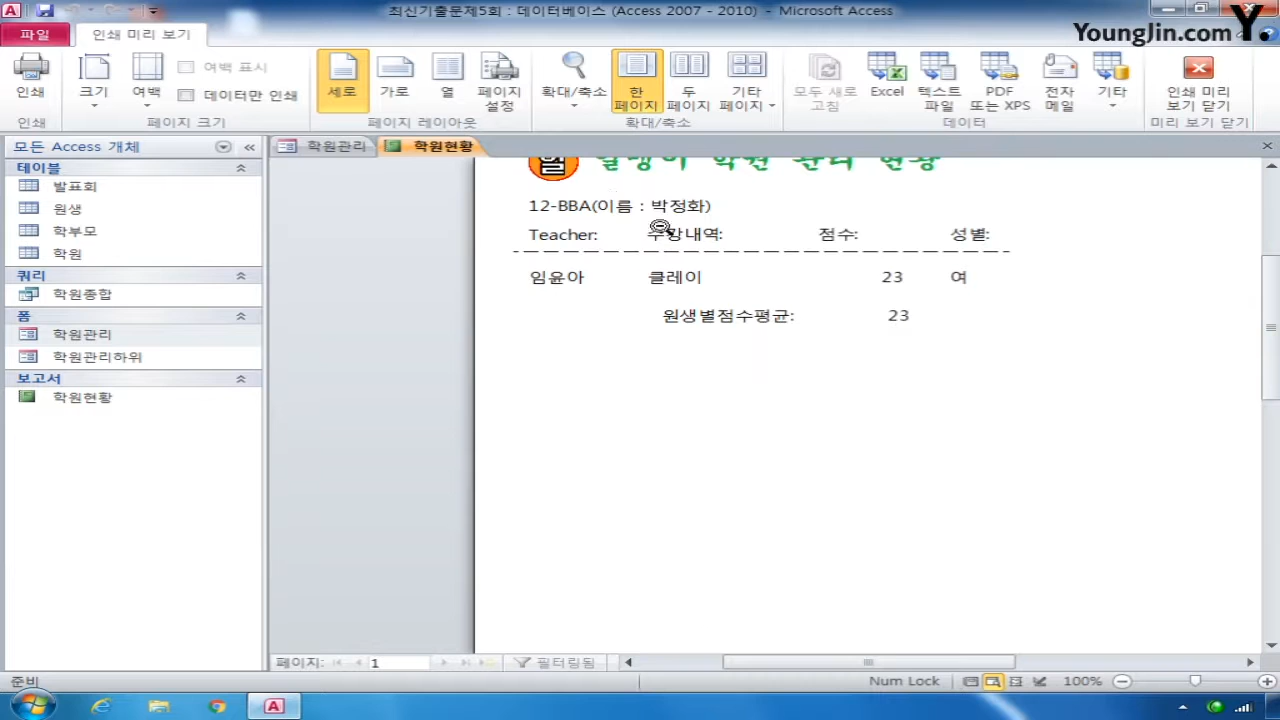 최신기출문제5회 : 데이터베이스 (Access 2007 - 2010) - Microsoft Access
YoungJin.com Y.
파일 인쇄 미리 보기
인쇄 크기 여백 여백 표시 데이터만 인쇄 세로 가로 열 페이지 설정 확대/축소 한 페이지 두 페이지 기타 페이지 모두 새로 고침 Excel 텍스트 파일 PDF 또는 XPS 전자 메일 기타 인쇄 미리 보기 닫기
인쇄 페이지 크기 페이지 레이아웃 확대/축소 데이터 미리 보기 닫기
모든 Access 개체
테이블
발표회
원생
학부모
학원
쿼리
학원종합
폼
학원관리
학원관리하위
보고서
학원현황
학원관리 학원현황
학원 관리 현황
12-BBA(이름 : 박정화)
Teacher: 수강내역: 점수: 성별:
임윤아 클레이 23 여
원생별점수평균: 23
페이지: 1 필터링됨
준비 Num Lock 100%